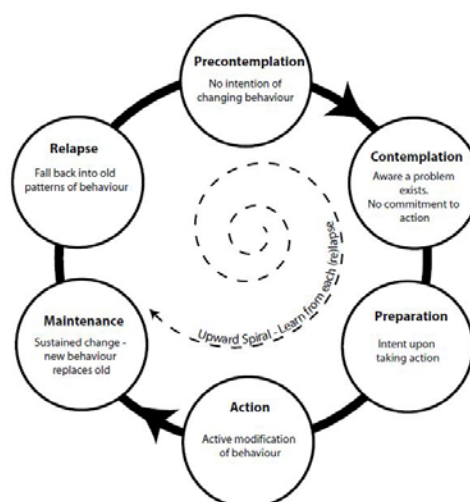 Precontemplation
No intention of
changing behaviour
Contemplation
Aware a problem
exists.
No commitment to
action
Preparation
Intent upon
taking action
Action
Active modification
of behaviour
Maintenance
Sustained change -
new behaviour
replaces old
Relapse
Fall back into old
patterns of behaviour
Upward Spiral - Learn from each (re)lapse